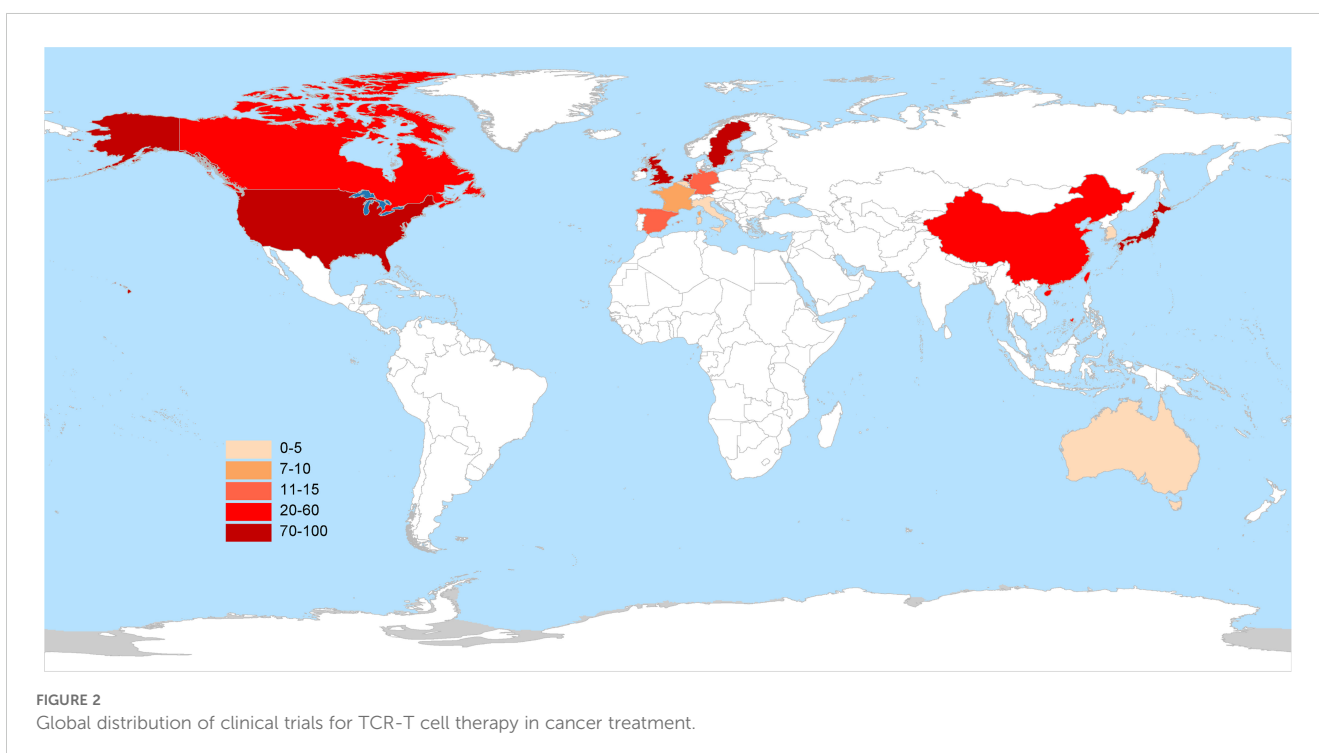 0-5
7-10
11-15
20-60
70-100
FIGURE 2
Global distribution of clinical trials for TCR-T cell therapy in cancer treatment.